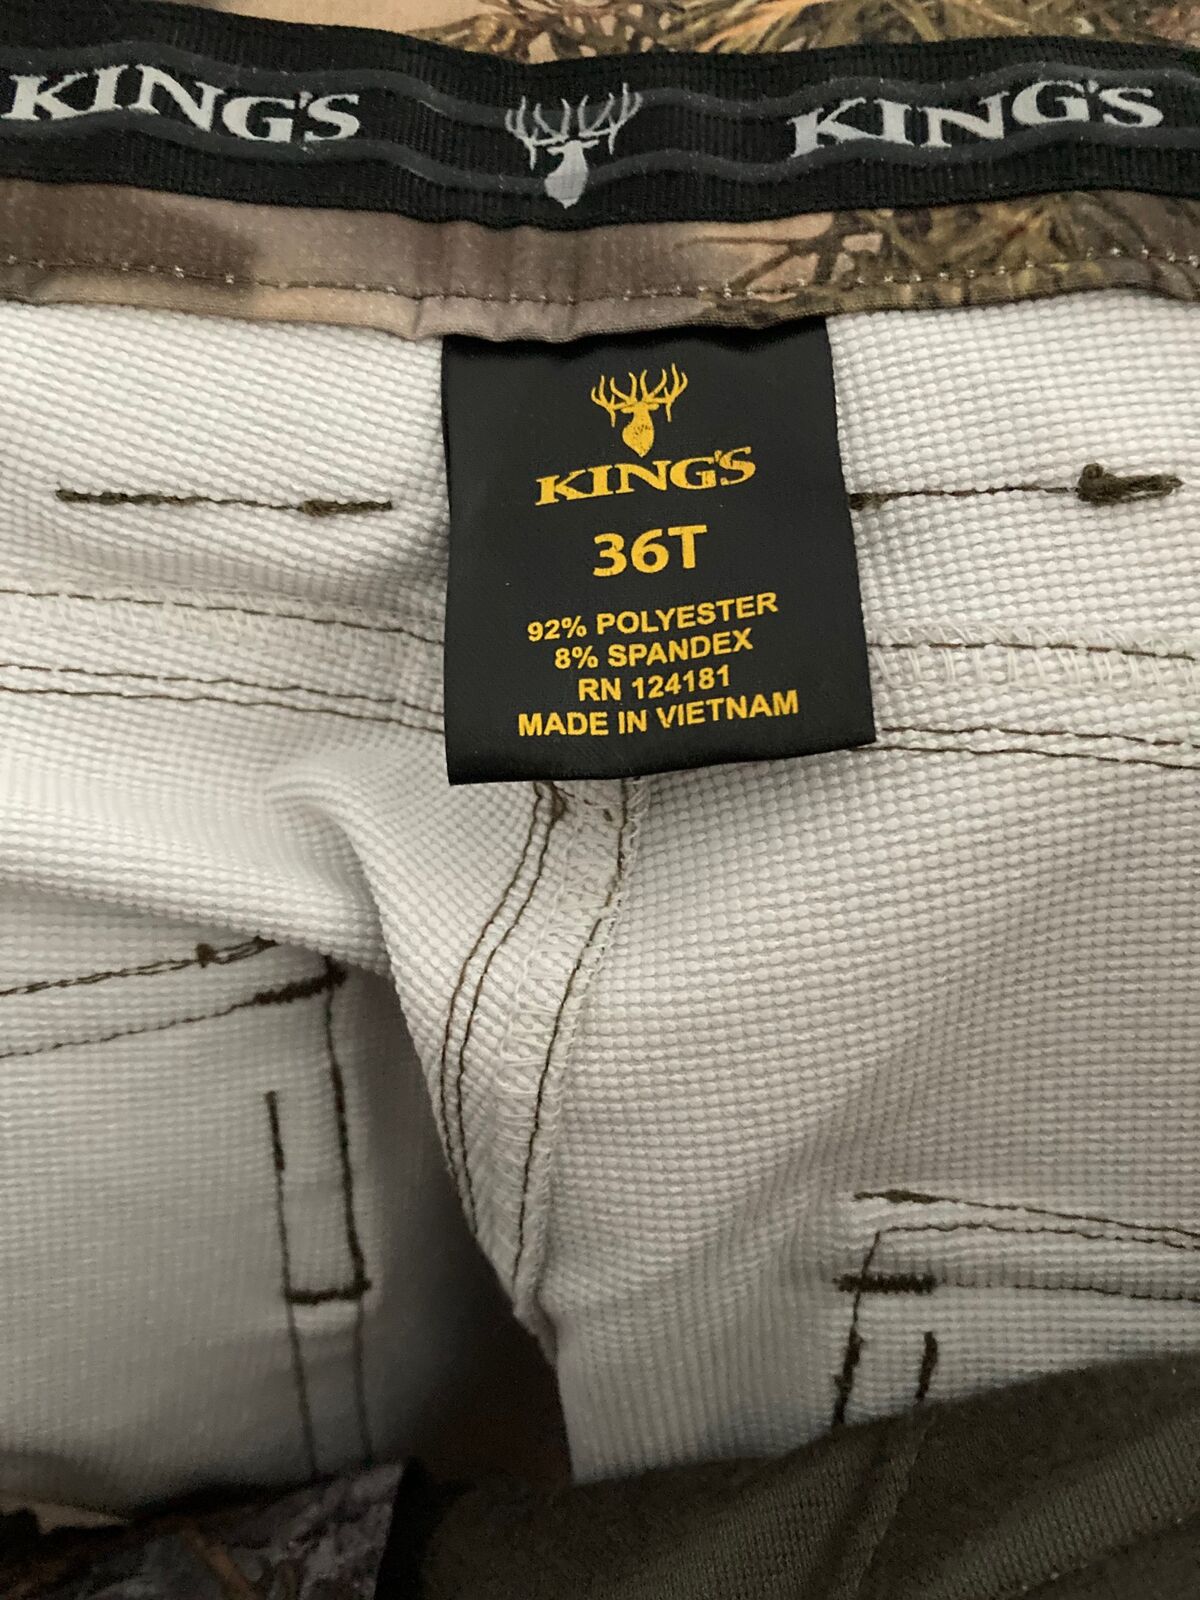 KING'S KING'S
KING'S
36T
92% POLYESTER
8% SPANDEX
RN 124181
MADE IN VIETNAM